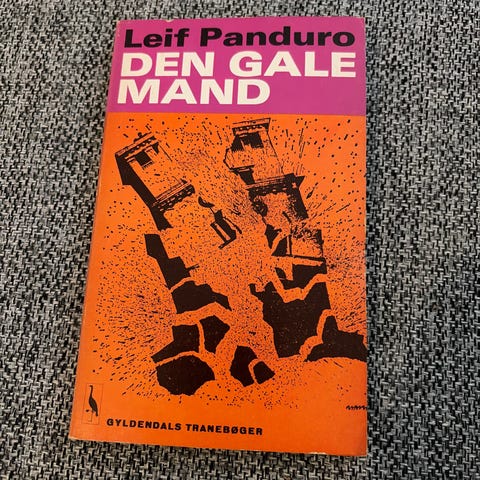 Leif Panduro
DEN GALE
MAND
GYLDENDALS TRANEBØGER